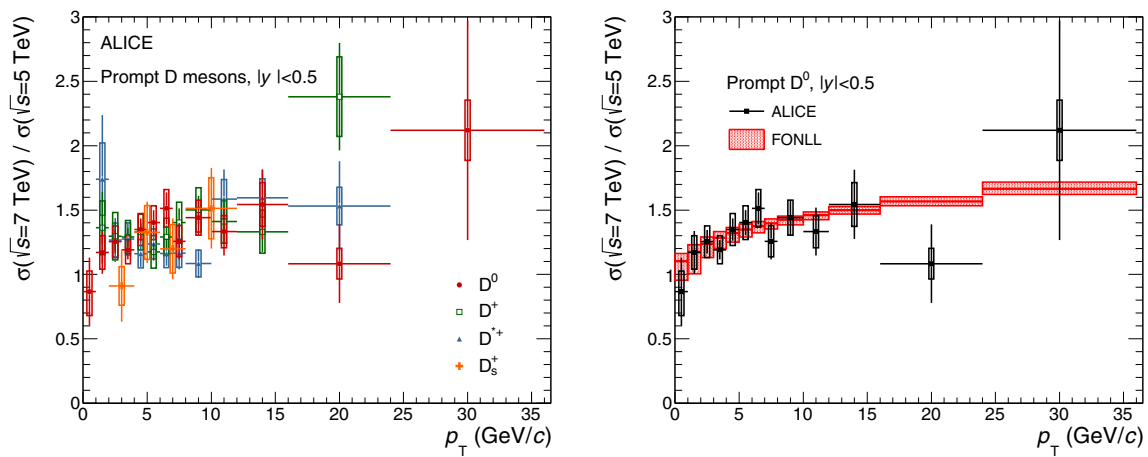 3
2.5
2
1.5
1
0.5
0
σ(√s=7 TeV) / σ(√s=5 TeV)
ALICE
Prompt D mesons, |y|<0.5
D⁰
D⁺
D*⁺
Dₛ⁺
0 5 10 15 20 25 30 35
p_T (GeV/c)
3
2.5
2
1.5
1
0.5
0
σ(√s=7 TeV) / σ(√s=5 TeV)
Prompt D⁰, |y|<0.5
ALICE
FONLL
0 5 10 15 20 25 30 35
p_T (GeV/c)